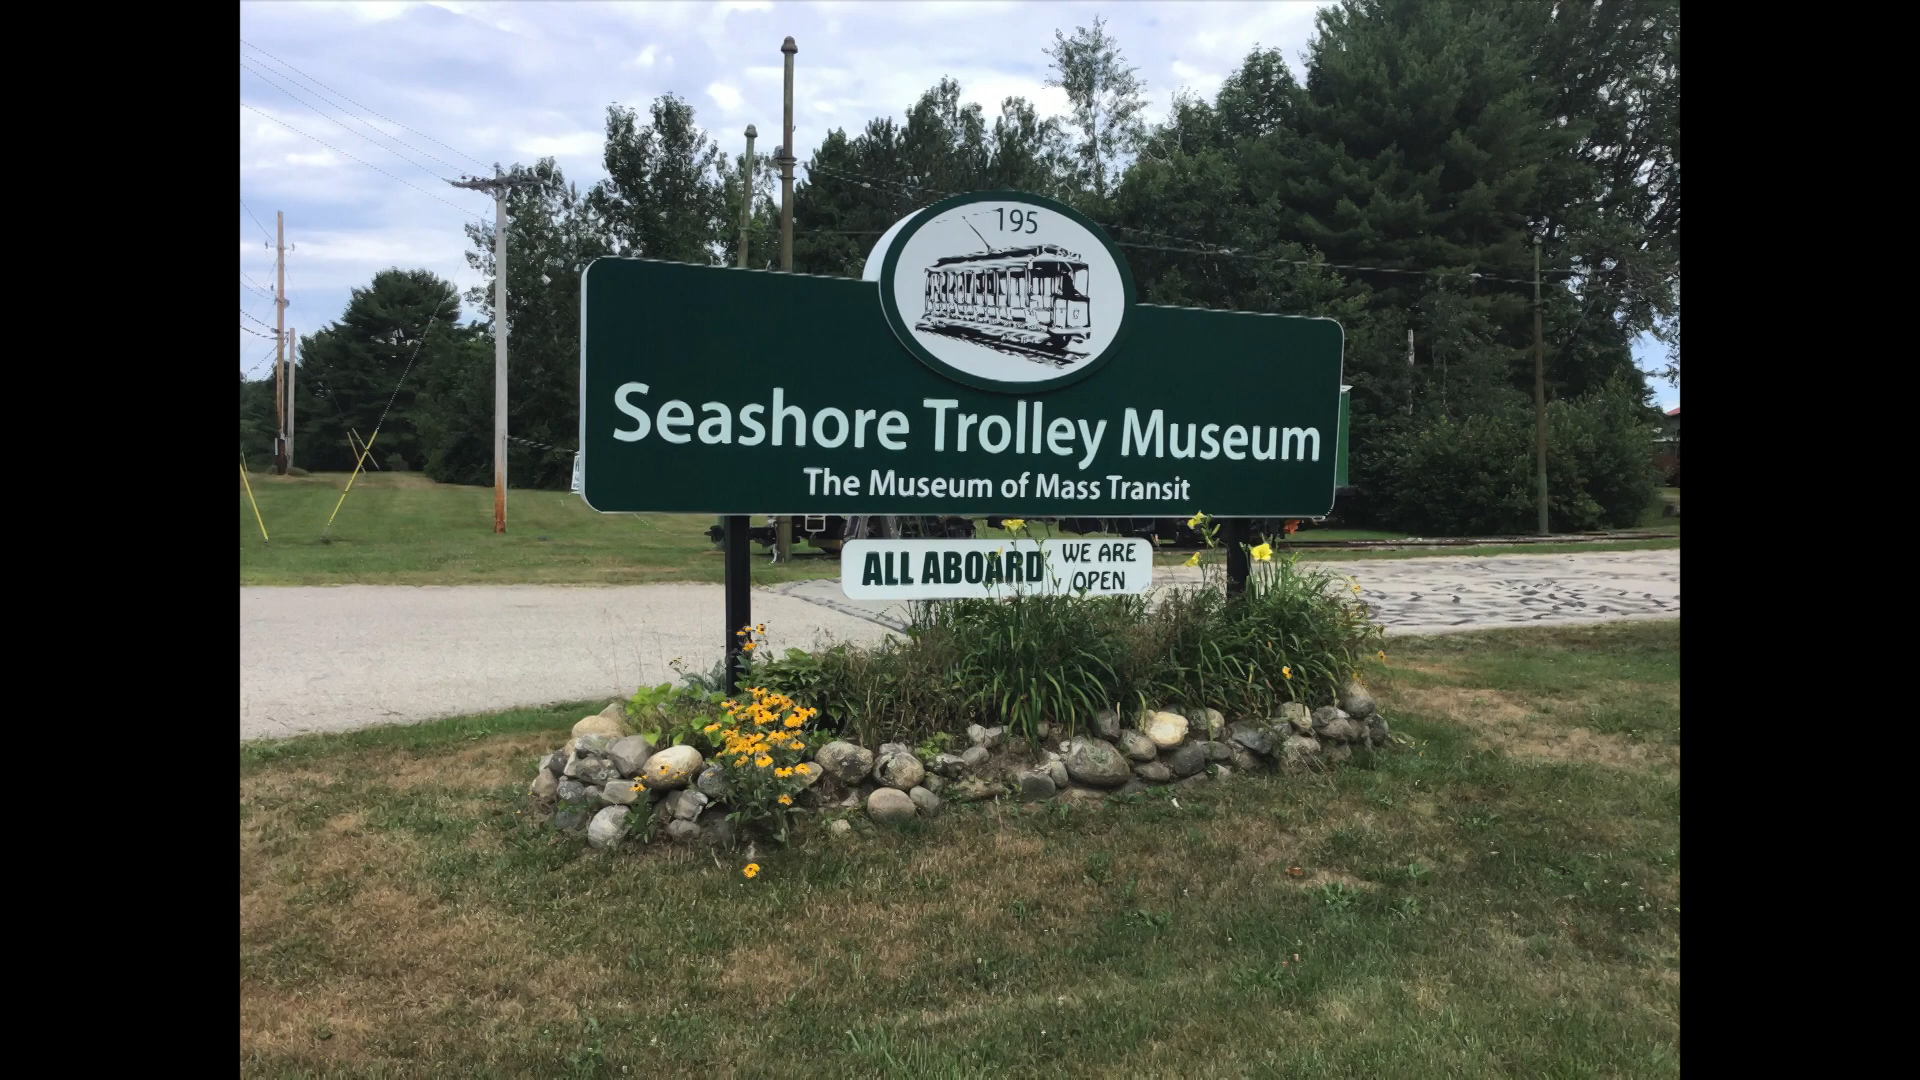 195
Seashore Trolley Museum
The Museum of Mass Transit
ALL ABOARD WE ARE
OPEN